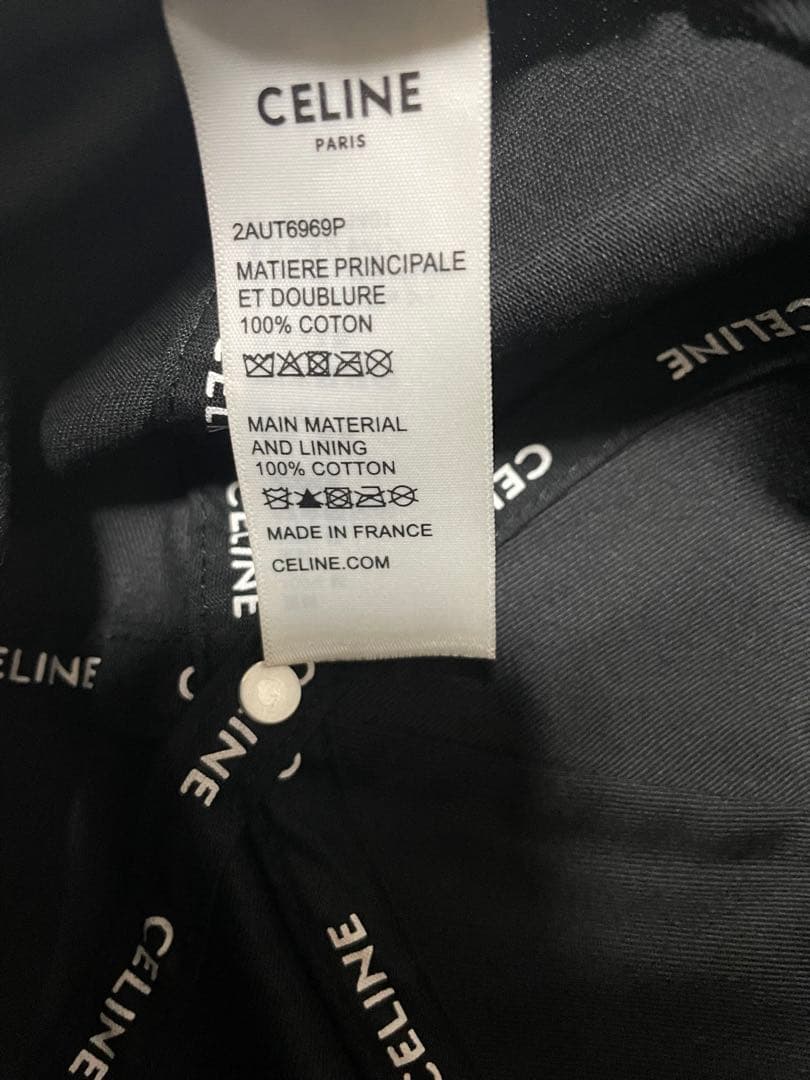 CELINE
PARIS
2AUT6969P
MATIERE PRINCIPALE
ET DOUBLURE
100% COTON
MAIN MATERIAL
AND LINING
100% COTTON
MADE IN FRANCE
CELINE.COM
CELINE
CELINE
CELINE
CELINE
CELINE
CELINE